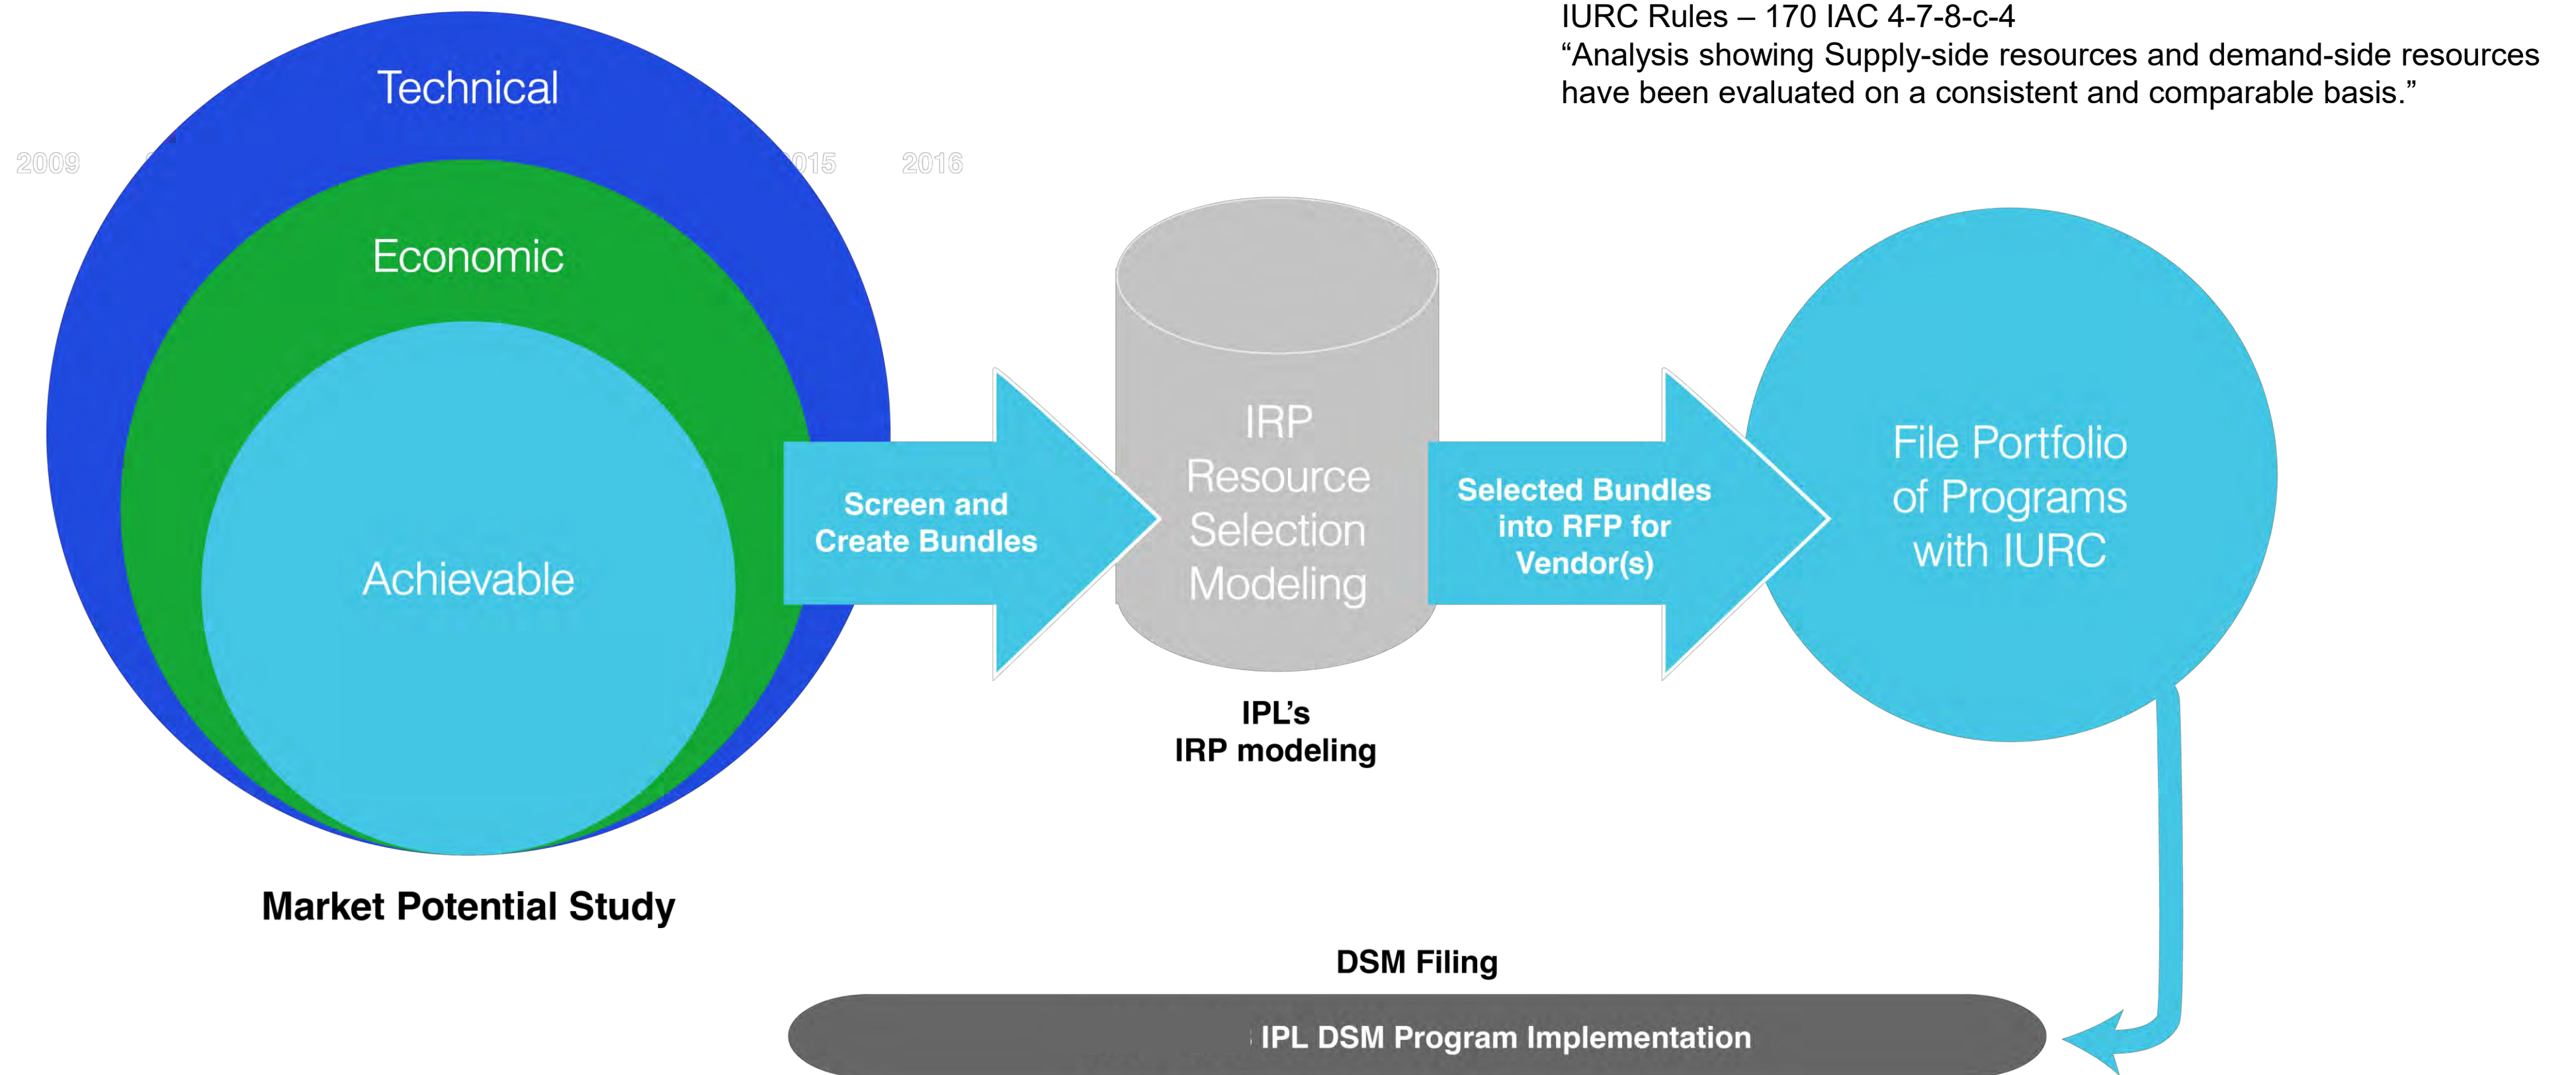 IURC Rules – 170 IAC 4-7-8-c-4
“Analysis showing Supply-side resources and demand-side resources
have been evaluated on a consistent and comparable basis.”
Technical
2009
2016
Economic
Achievable
Market Potential Study
Screen and
Create Bundles
IRP
Resource
Selection
Modeling
IPL’s
IRP modeling
Selected Bundles
into RFP for
Vendor(s)
File Portfolio
of Programs
with IURC
DSM Filing
IPL DSM Program Implementation